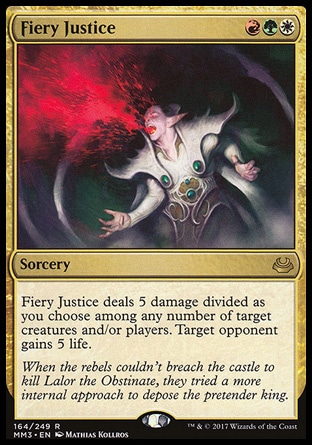 Fiery Justice
Sorcery
Fiery Justice deals 5 damage divided as
you choose among any number of target
creatures and/or players. Target opponent
gains 5 life.
When the rebels couldn't breach the castle to
kill Lalor the Obstinate, they tried a more
internal approach to depose the pretender king.
164/249 R
MM3 • EN Mathias Kollros
™ & © 2017 Wizards of the Coast